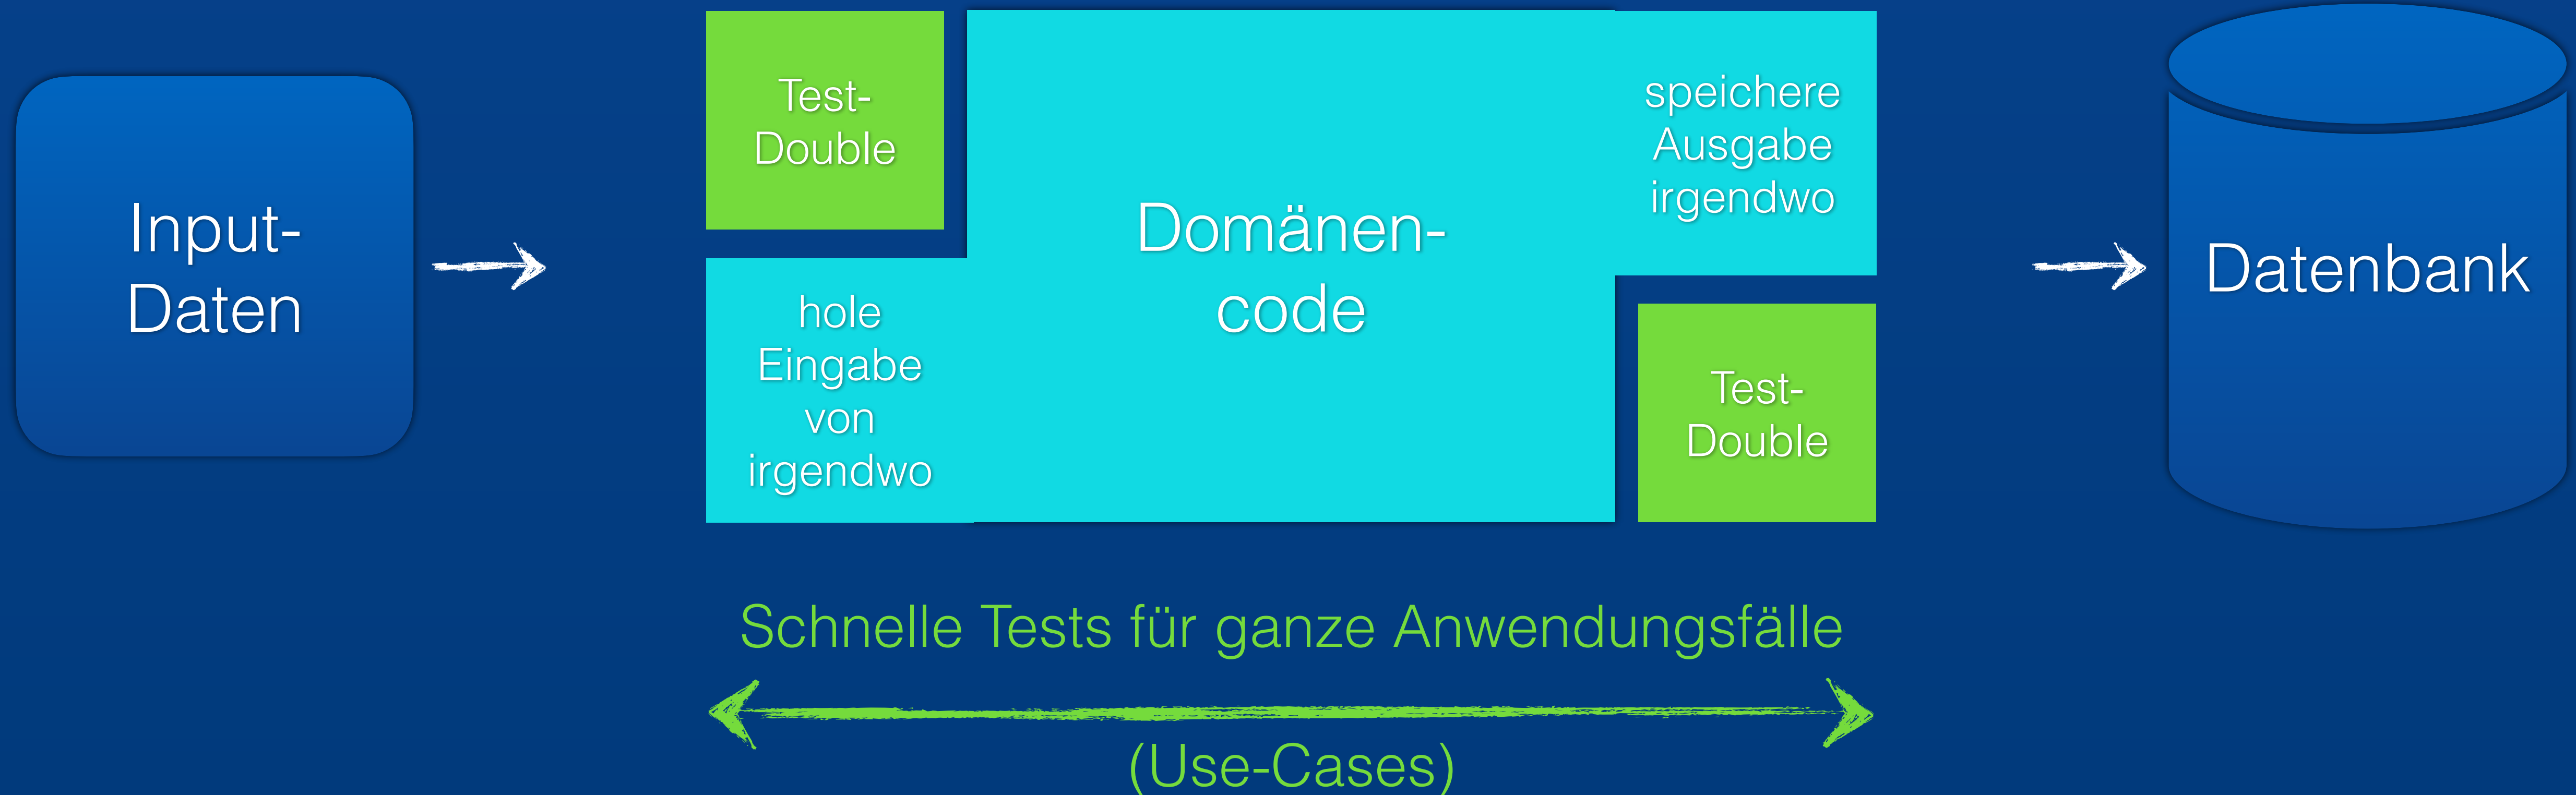 Input-
Daten
Test-
Double
hole
Eingabe
von
irgendwo
Domänen-
code
speichere
Ausgabe
irgendwo
Test-
Double
Datenbank
Schnelle Tests für ganze Anwendungsfälle
(Use-Cases)